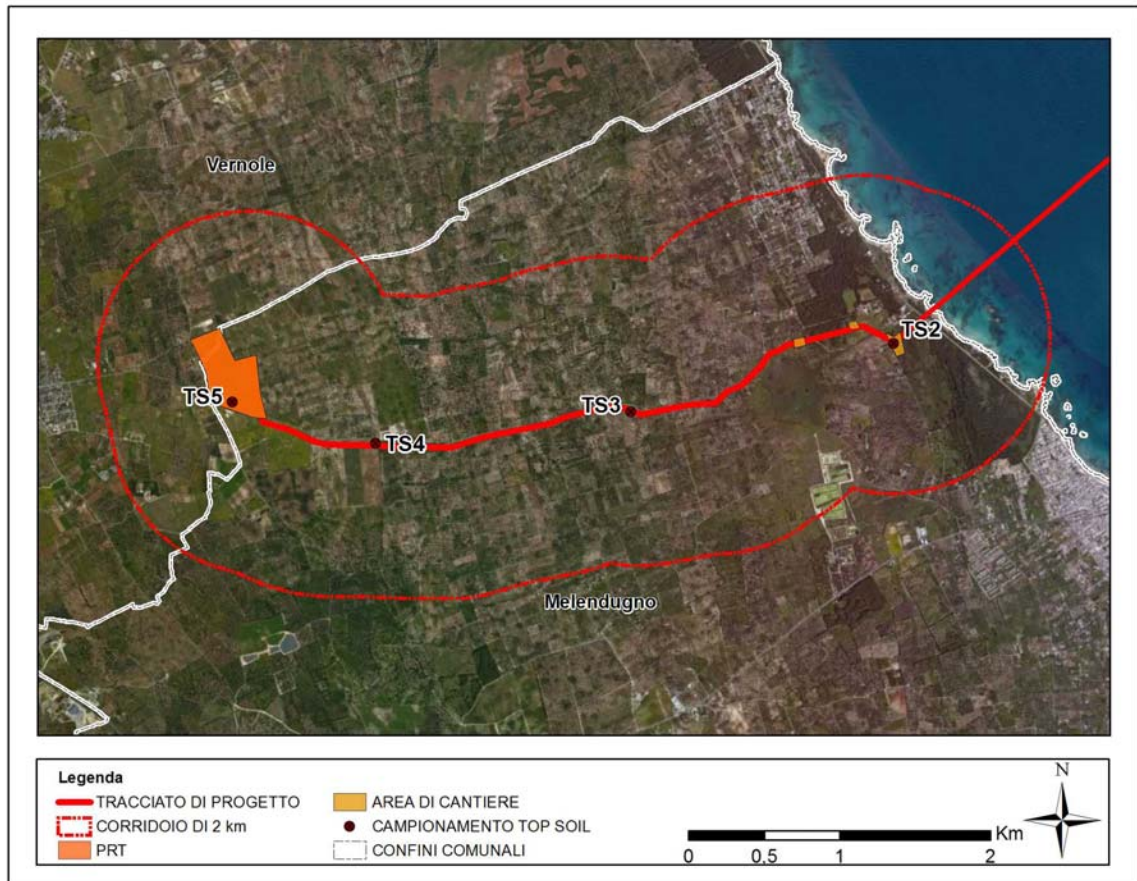 Vernole
TS2
TS5
TS3
TS4
Melendugno
Legenda
TRACCIATO DI PROGETTO
CORRIDOIO DI 2 km
PRT
AREA DI CANTIERE
CAMPIONAMENTO TOP SOIL
CONFINI COMUNALI
N
Km
0 0.5 1 2